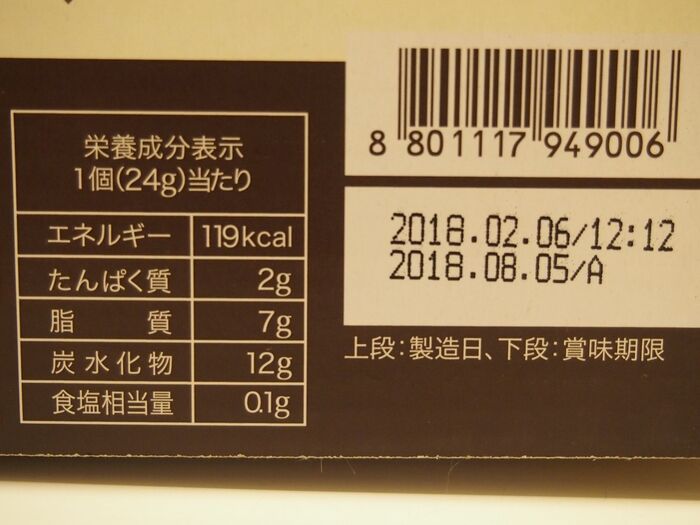 栄養成分表示
1個(24g)当たり
エネルギー 119kcal
たんぱく質 2g
脂質 7g
炭水化物 12g
食塩相当量 0.1g
8 801117 949006
2018.02.06/12:12
2018.08.05/A
上段:製造日、下段:賞味期限